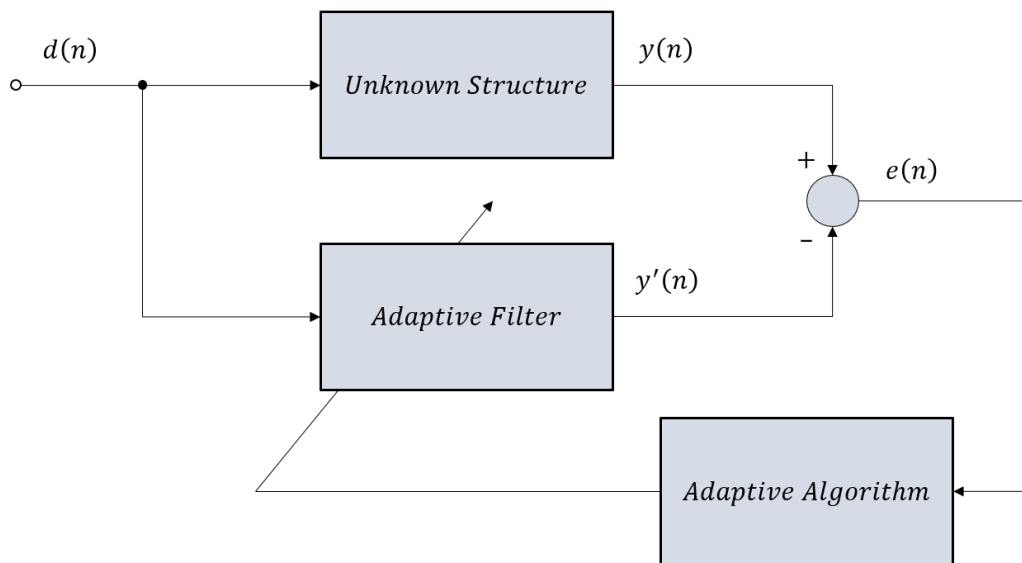 d(n)
Unknown Structure
y(n)
+
e(n)
-
Adaptive Filter
y′(n)
Adaptive Algorithm